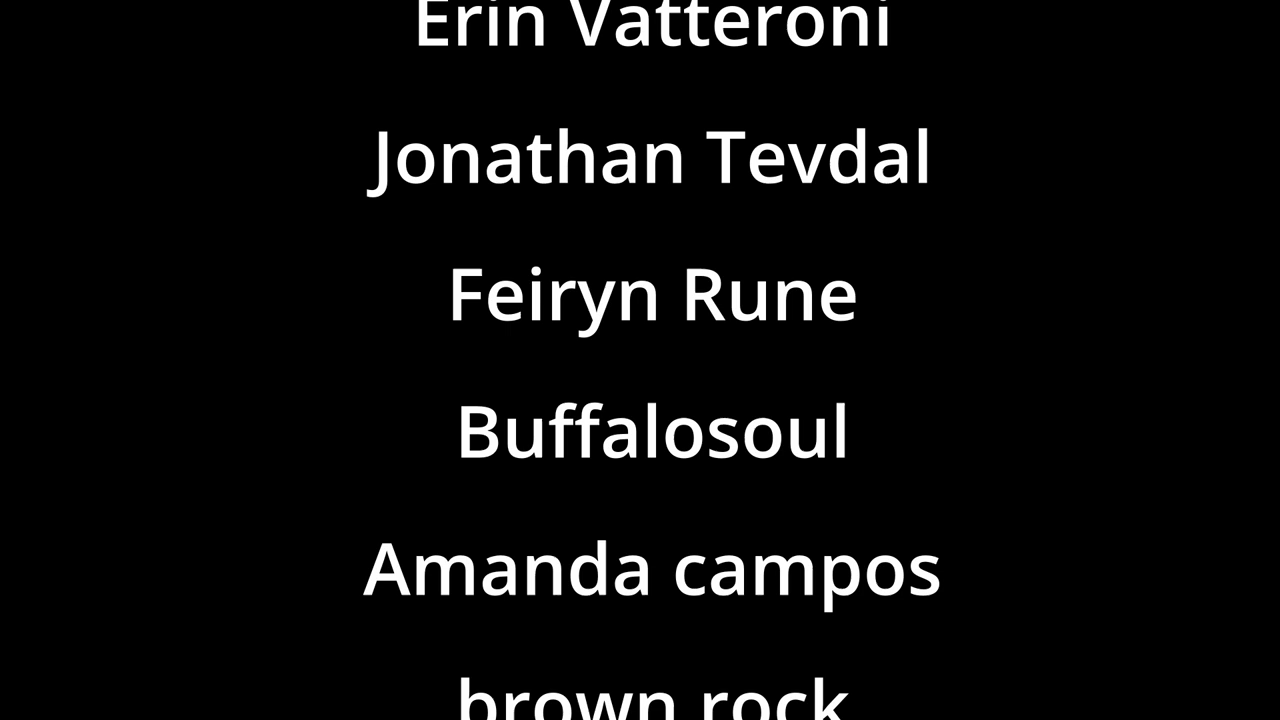 Erin Vatteroni
Jonathan Tevdal
Feiryn Rune
Buffalosoul
Amanda campos
brown rock